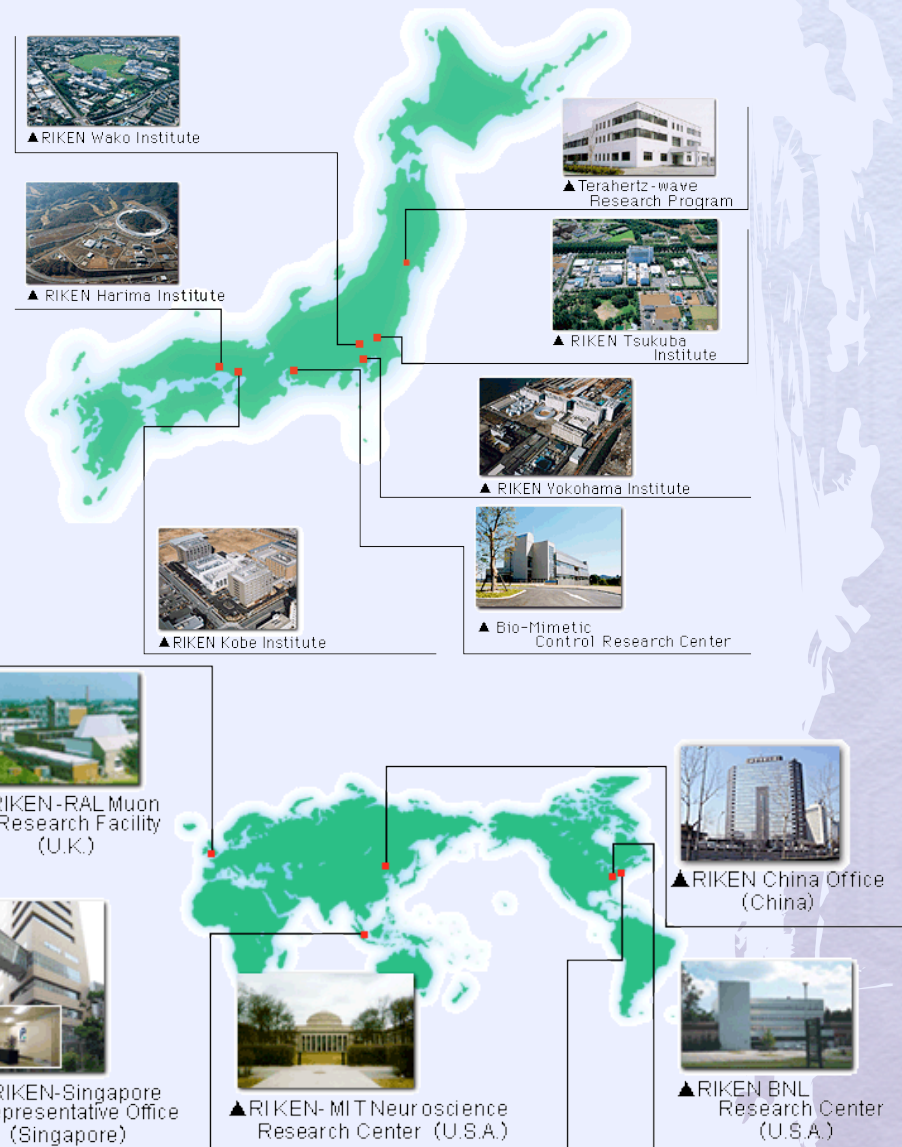 ▲RIKEN Wako Institute
▲Terahertz-wave
Research Program
▲ RIKEN Harima Institute
▲ RIKEN Tsukuba
Institute
▲ RIKEN Yokohama Institute
▲RIKEN Kobe Institute
▲ Bio-Mimetic
Control Research Center
RIKEN-RAL Muon
Research Facility
(U.K.)
▲RIKEN China Office
(China)
RIKEN-Singapore
presentative Office
(Singapore)
▲RIKEN-MIT Neuroscience
Research Center (U.S.A.)
▲RIKEN BNL
Research Center
(U.S.A.)